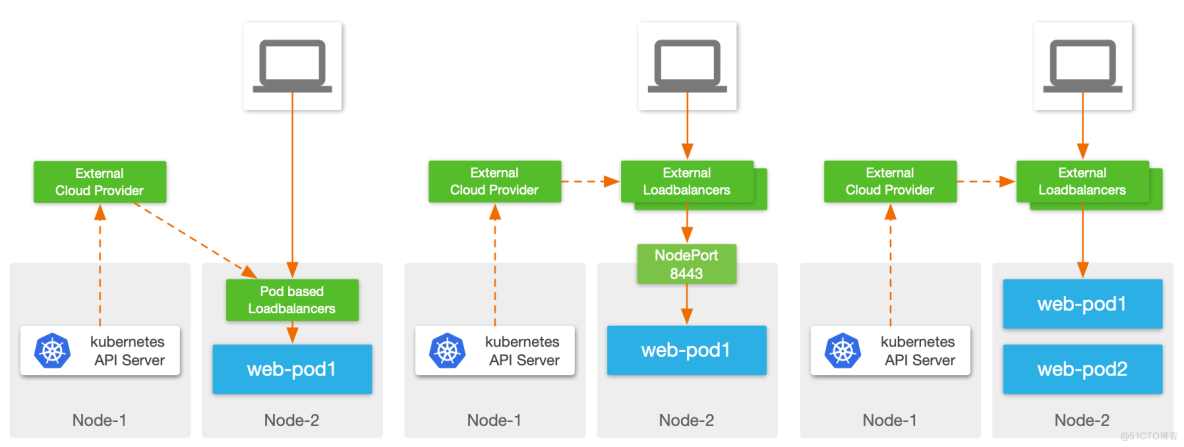 External
Cloud Provider
Pod based
Loadbalancers
kubernetes
API Server
web-pod1
Node-1
Node-2
External
Cloud Provider
External
Loadbalancers
NodePort
8443
kubernetes
API Server
web-pod1
Node-1
Node-2
External
Cloud Provider
External
Loadbalancers
web-pod1
kubernetes
API Server
web-pod2
Node-1
Node-2
@51CTO博客